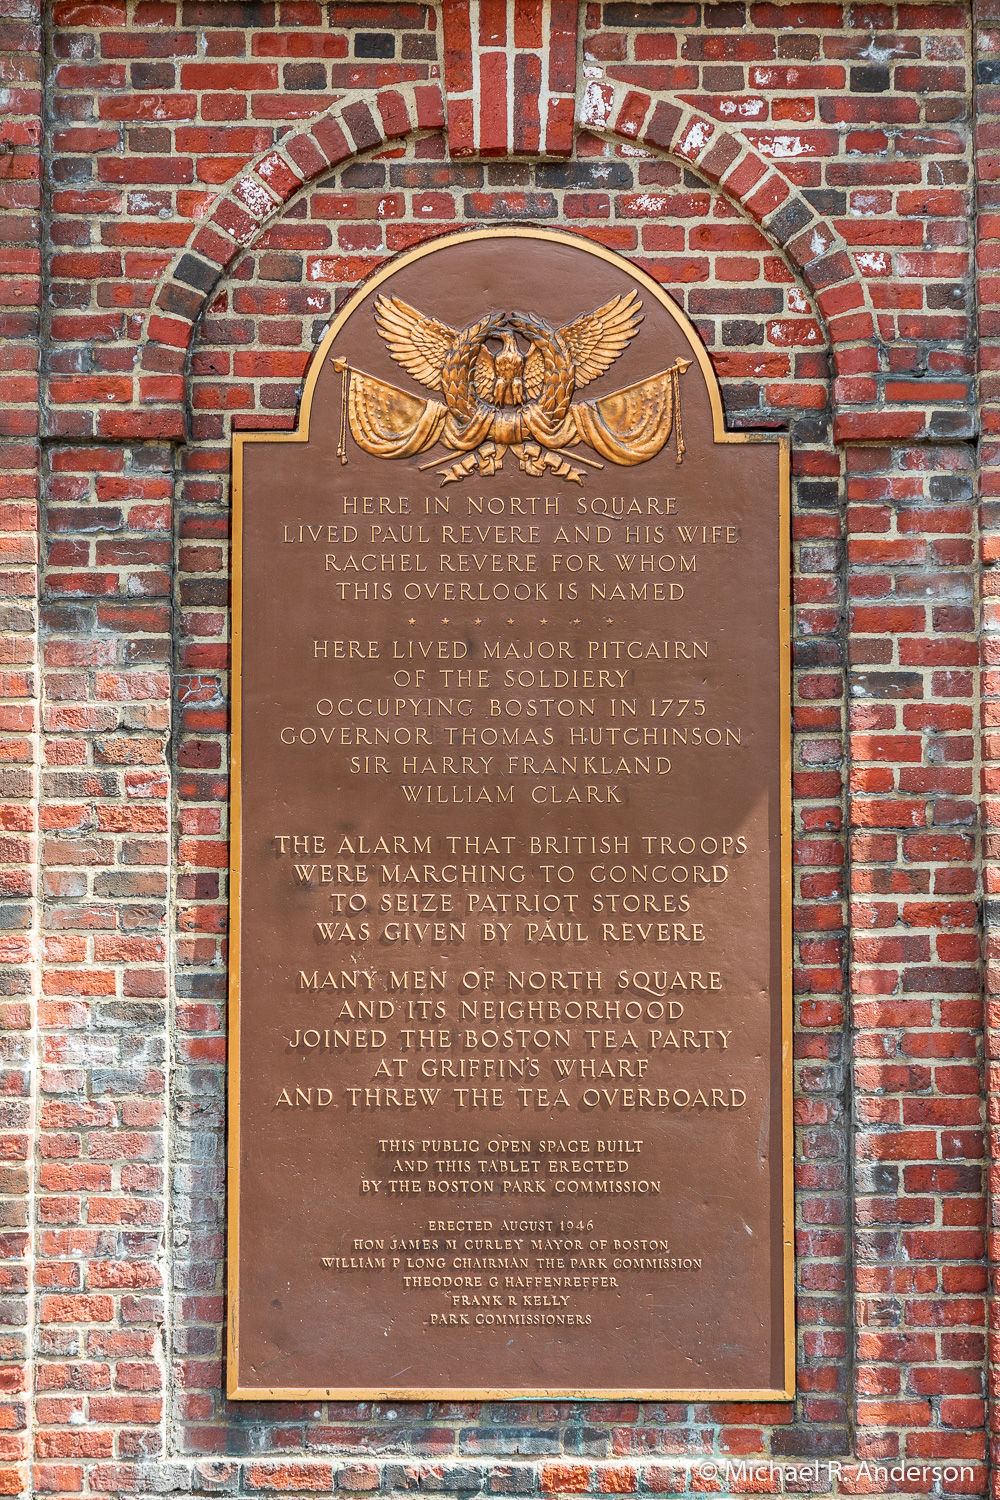 HERE IN NORTH SQUARE
LIVED PAUL REVERE AND HIS WIFE
RACHEL REVERE FOR WHOM
THIS OVERLOOK IS NAMED
HERE LIVED MAJOR PITCAIRN
OF THE SOLDIERY
OCCUPYING BOSTON IN 1775
GOVERNOR THOMAS HUTCHINSON
SIR HARRY FRANKLAND
WILLIAM CLARK
THE ALARM THAT BRITISH TROOPS
WERE MARCHING TO CONCORD
TO SEIZE PATRIOT STORES
WAS GIVEN BY PAUL REVERE
MANY MEN OF NORTH SQUARE
AND ITS NEIGHBORHOOD
JOINED THE BOSTON TEA PARTY
AT GRIFFIN'S WHARF
AND THREW THE TEA OVERBOARD
THIS PUBLIC OPEN SPACE BUILT
AND THIS TABLET ERECTED
BY THE BOSTON PARK COMMISSION
ERECTED AUGUST 1946
HON JAMES M CURLEY MAYOR OF BOSTON
WILLIAM P LONG CHAIRMAN THE PARK COMMISSION
THEODORE G HAFFENREFFER
FRANK R KELLY
PARK COMMISSIONERS
© Michael R. Anderson